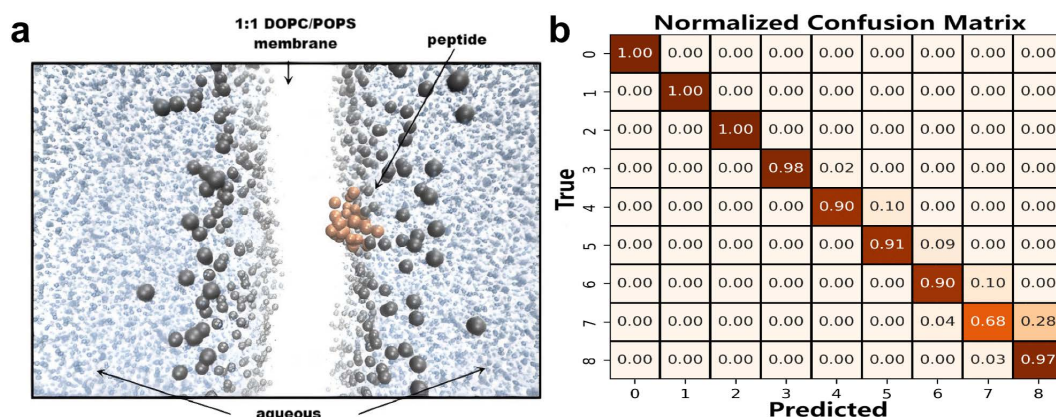 a
1:1 DOPC/POPS
membrane
peptide
aqueous
b
Normalized Confusion Matrix
True
0 1.00 0.00 0.00 0.00 0.00 0.00 0.00 0.00 0.00
1 0.00 1.00 0.00 0.00 0.00 0.00 0.00 0.00 0.00
2 0.00 0.00 1.00 0.00 0.00 0.00 0.00 0.00 0.00
3 0.00 0.00 0.00 0.98 0.02 0.00 0.00 0.00 0.00
4 0.00 0.00 0.00 0.00 0.90 0.10 0.00 0.00 0.00
5 0.00 0.00 0.00 0.00 0.00 0.91 0.09 0.00 0.00
6 0.00 0.00 0.00 0.00 0.00 0.00 0.90 0.10 0.00
7 0.00 0.00 0.00 0.00 0.00 0.00 0.04 0.68 0.28
8 0.00 0.00 0.00 0.00 0.00 0.00 0.00 0.03 0.97
0 1 2 3 4 5 6 7 8
Predicted